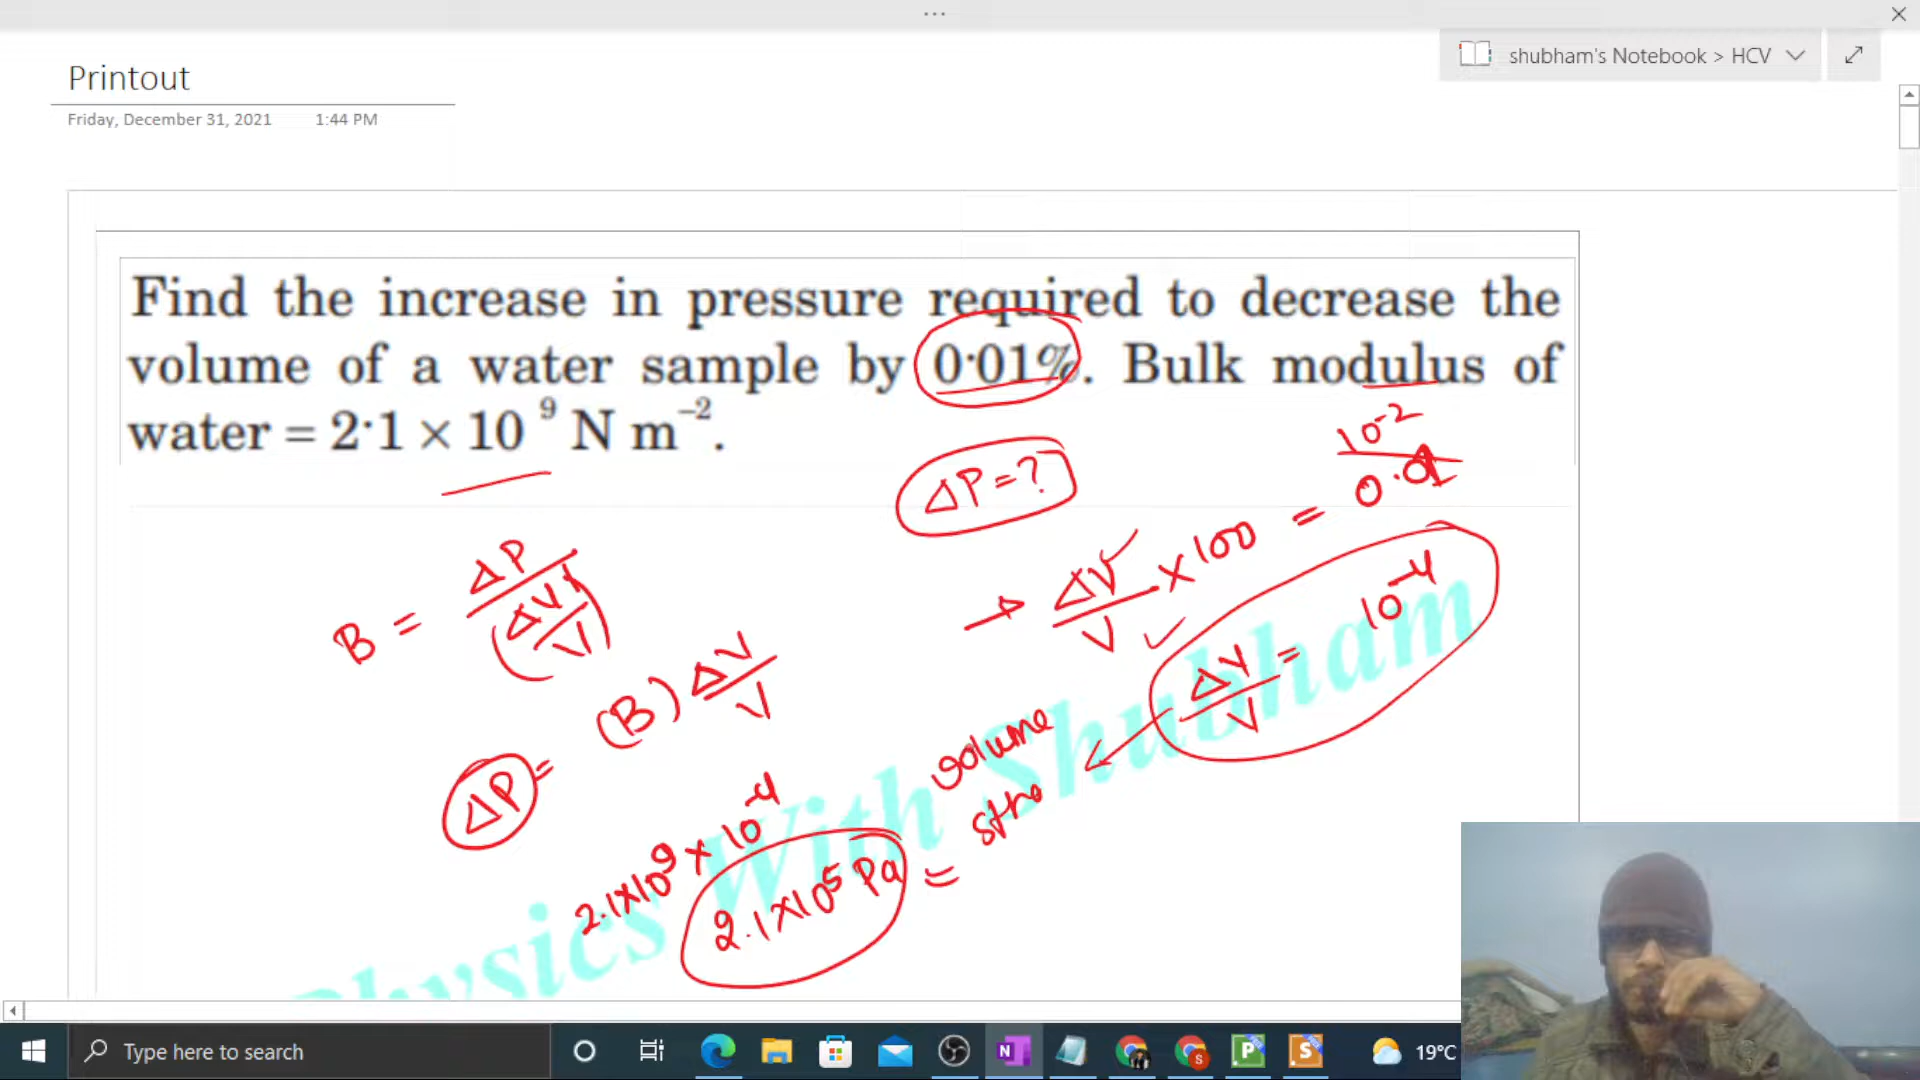 shubham's Notebook > HCV
Printout
Friday, December 31, 2021 1:44 PM
Find the increase in pressure required to decrease the
volume of a water sample by 0·01%. Bulk modulus of
water = 2·1 × 10⁹ N m⁻².
ΔP = ?
10⁻²
→ ΔV/V × 100 = 0.01
B = ΔP/(ΔV/V)
ΔV/V = 10⁻⁴
ΔP = (B) ΔV/V
volume
2.1×10⁹ × 10⁻⁴
2.1×10⁵ Pa =
Physics With Shubham
Type here to search
19°C